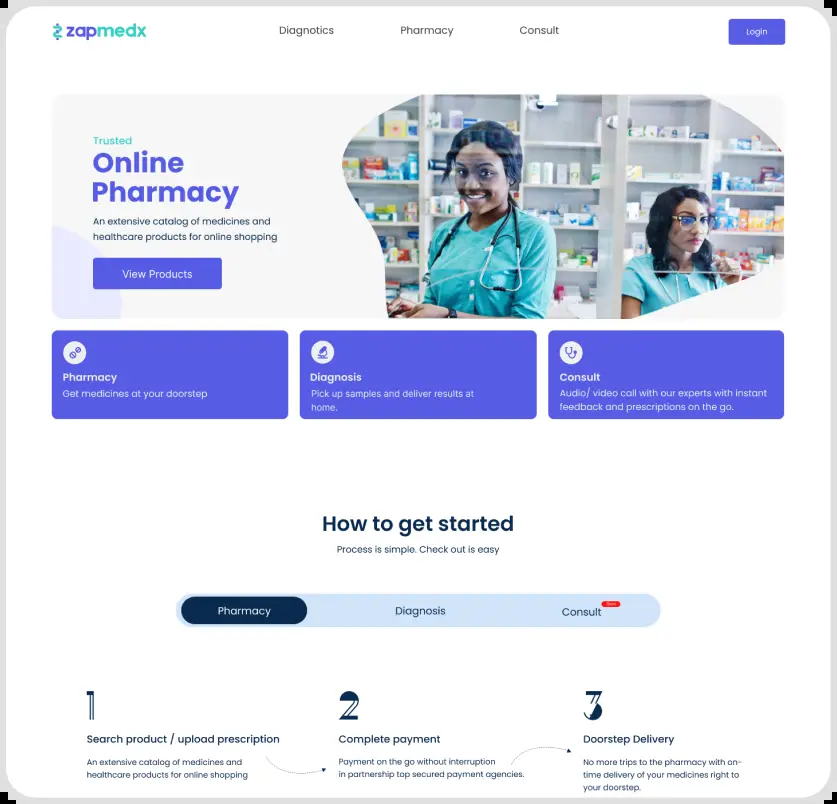 zapmedx
Diagnotics
Pharmacy
Consult
Login
Trusted
Online
Pharmacy
An extensive catalog of medicines and
healthcare products for online shopping
View Products
Pharmacy
Get medicines at your doorstep
Diagnosis
Pick up samples and deliver results at
home.
Consult
Audio/ video call with our experts with instant
feedback and prescriptions on the go.
How to get started
Process is simple. Check out is easy
Pharmacy
Diagnosis
Consult
1
Search product / upload prescription
An extensive catalog of medicines and
healthcare products for online shopping
2
Complete payment
Payment on the go without interruption
in partnership top secured payment agencies.
3
Doorstep Delivery
No more trips to the pharmacy with on-
time delivery of your medicines right to
your doorstep.